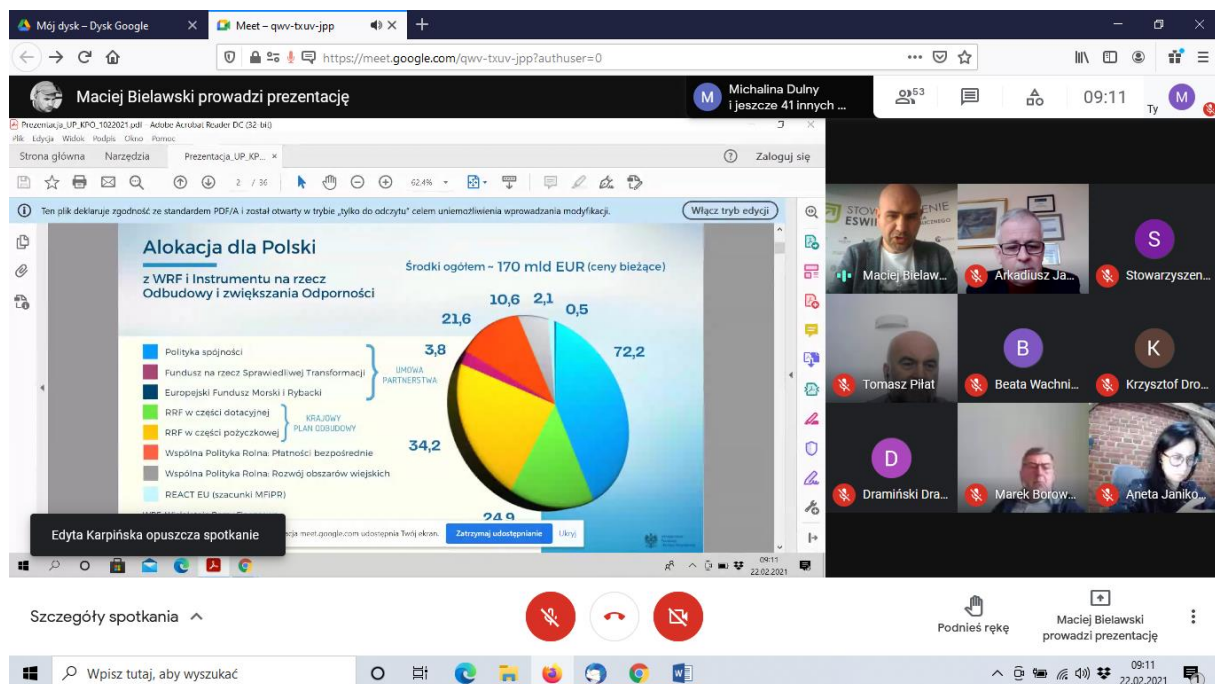 Mój dysk – Dysk Google
Meet – qwv-txuv-jpp
https://meet.google.com/qwv-txuv-jpp?authuser=0
Maciej Bielawski prowadzi prezentację
M
Michalina Dulny
i jeszcze 41 innych ...
53
09:11
Ty
M
Prezentacja_UP_KPO_1022021.pdf - Adobe Acrobat Reader DC (32-bit)
Plik Edycja Widok Podpis Okno Pomoc
Strona główna Narzędzia Prezentacja_UP_KP... ×
Zaloguj się
2 / 36
62,4%
Ten plik deklaruje zgodność ze standardem PDF/A i został otwarty w trybie „tylko do odczytu” celem uniemożliwienia wprowadzania modyfikacji.
Włącz tryb edycji
Alokacja dla Polski
z WRF i Instrumentu na rzecz
Odbudowy i zwiększania Odporności
Środki ogółem ~ 170 mld EUR (ceny bieżące)
10,6
2,1
0,5
21,6
3,8
72,2
34,2
24,9
Polityka spójności
Fundusz na rzecz Sprawiedliwej Transformacji
Europejski Fundusz Morski i Rybacki
UMOWA
PARTNERSTWA
RRF w części dotacyjnej
RRF w części pożyczkowej
KRAJOWY
PLAN ODBUDOWY
Wspólna Polityka Rolna: Płatności bezpośrednie
Wspólna Polityka Rolna: Rozwój obszarów wiejskich
REACT EU (szacunki MFiPR)
Edyta Karpińska opuszcza spotkanie
meet.google.com udostępnia Twój ekran.
Zatrzymaj udostępnianie
Ukryj
09:11
22.02.2021
Maciej Bielaw...
Arkadiusz Ja...
S
Stowarzyszen...
Tomasz Piłat
B
Beata Wachni...
K
Krzysztof Dro...
D
Dramiński Dra...
Marek Borow...
Aneta Janiko...
Szczegóły spotkania
Podnieś rękę
Maciej Bielawski
prowadzi prezentację
Wpisz tutaj, aby wyszukać
09:11
22.02.2021